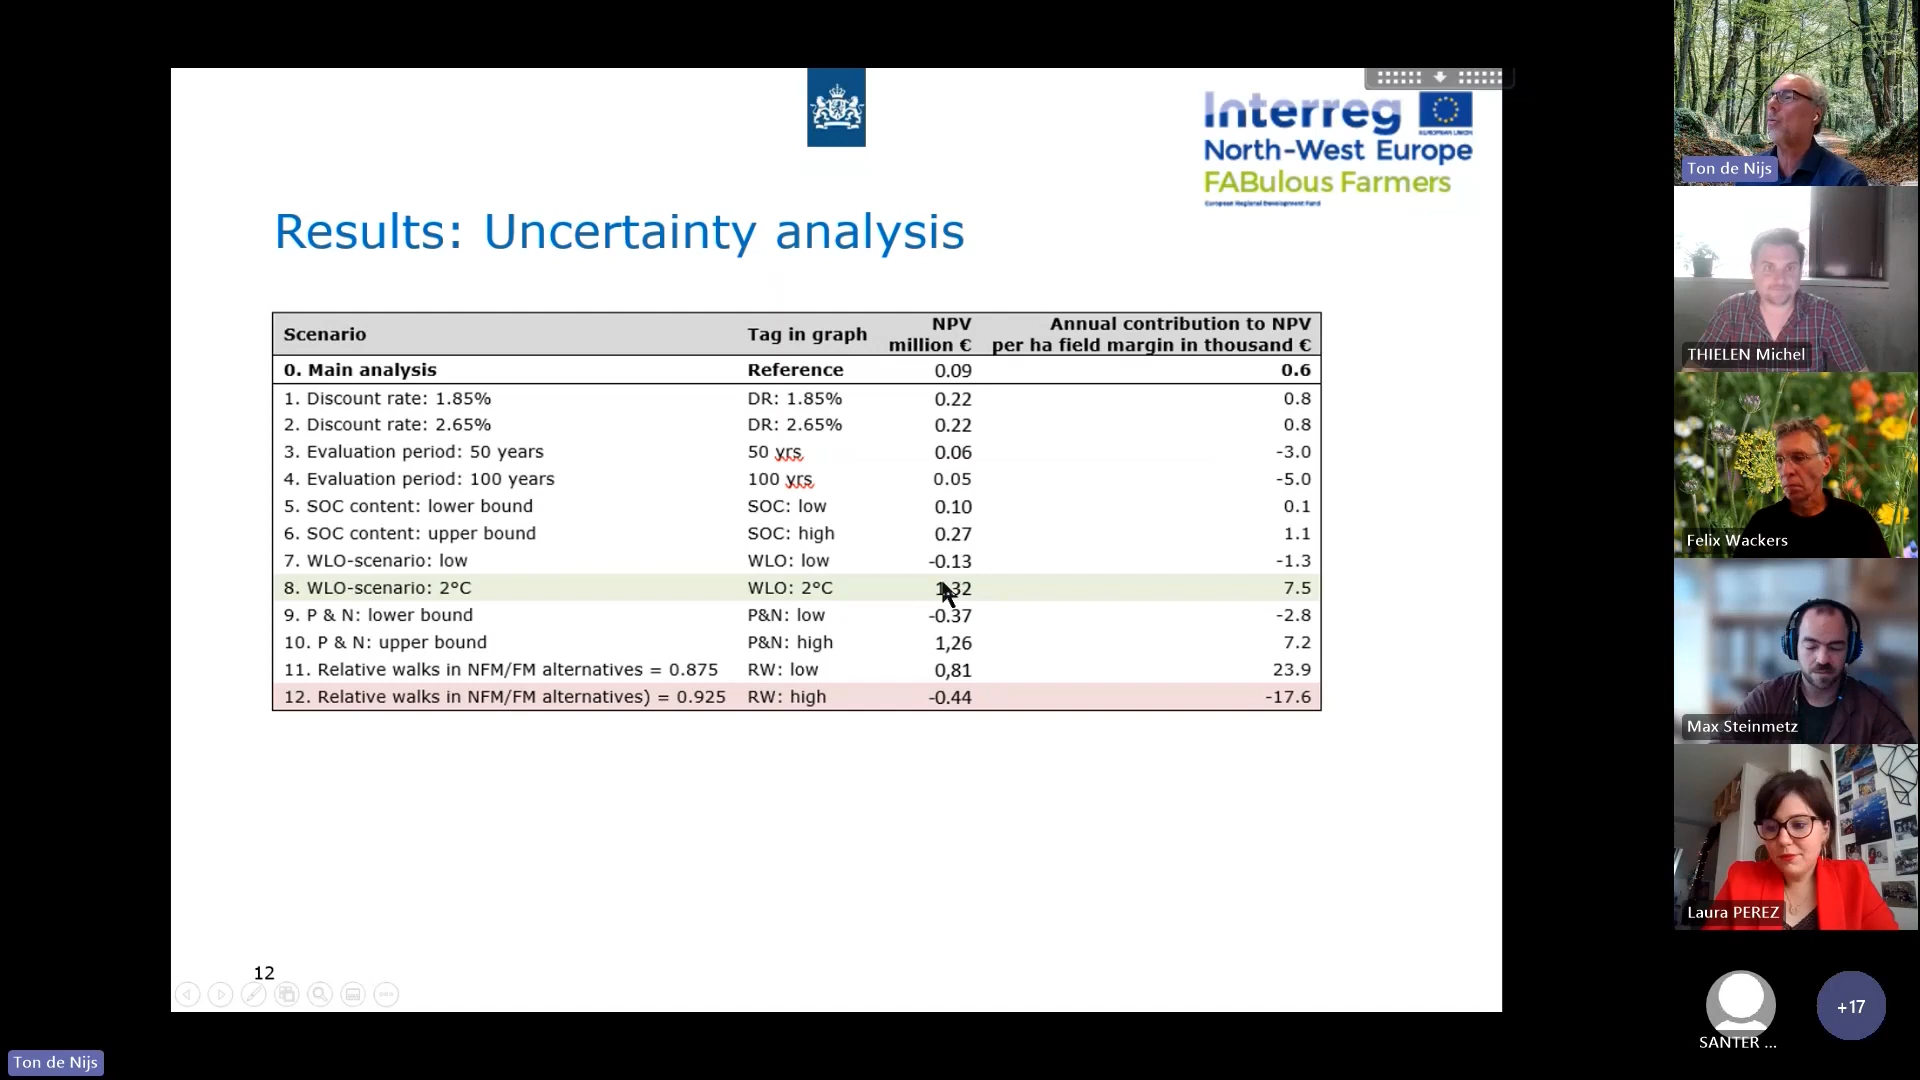 Interreg
EUROPEAN UNION
North-West Europe
FABulous Farmers
European Regional Development Fund
Results: Uncertainty analysis
Scenario Tag in graph NPV million € Annual contribution to NPV per ha field margin in thousand €
0. Main analysis Reference 0.09 0.6
1. Discount rate: 1.85% DR: 1.85% 0.22 0.8
2. Discount rate: 2.65% DR: 2.65% 0.22 0.8
3. Evaluation period: 50 years 50 yrs 0.06 -3.0
4. Evaluation period: 100 years 100 yrs 0.05 -5.0
5. SOC content: lower bound SOC: low 0.10 0.1
6. SOC content: upper bound SOC: high 0.27 1.1
7. WLO-scenario: low WLO: low -0.13 -1.3
8. WLO-scenario: 2°C WLO: 2°C 1.32 7.5
9. P & N: lower bound P&N: low -0.37 -2.8
10. P & N: upper bound P&N: high 1,26 7.2
11. Relative walks in NFM/FM alternatives = 0.875 RW: low 0,81 23.9
12. Relative walks in NFM/FM alternatives) = 0.925 RW: high -0.44 -17.6
12
Ton de Nijs
Ton de Nijs
THIELEN Michel
Felix Wackers
Max Steinmetz
Laura PEREZ
SANTER ...
+17